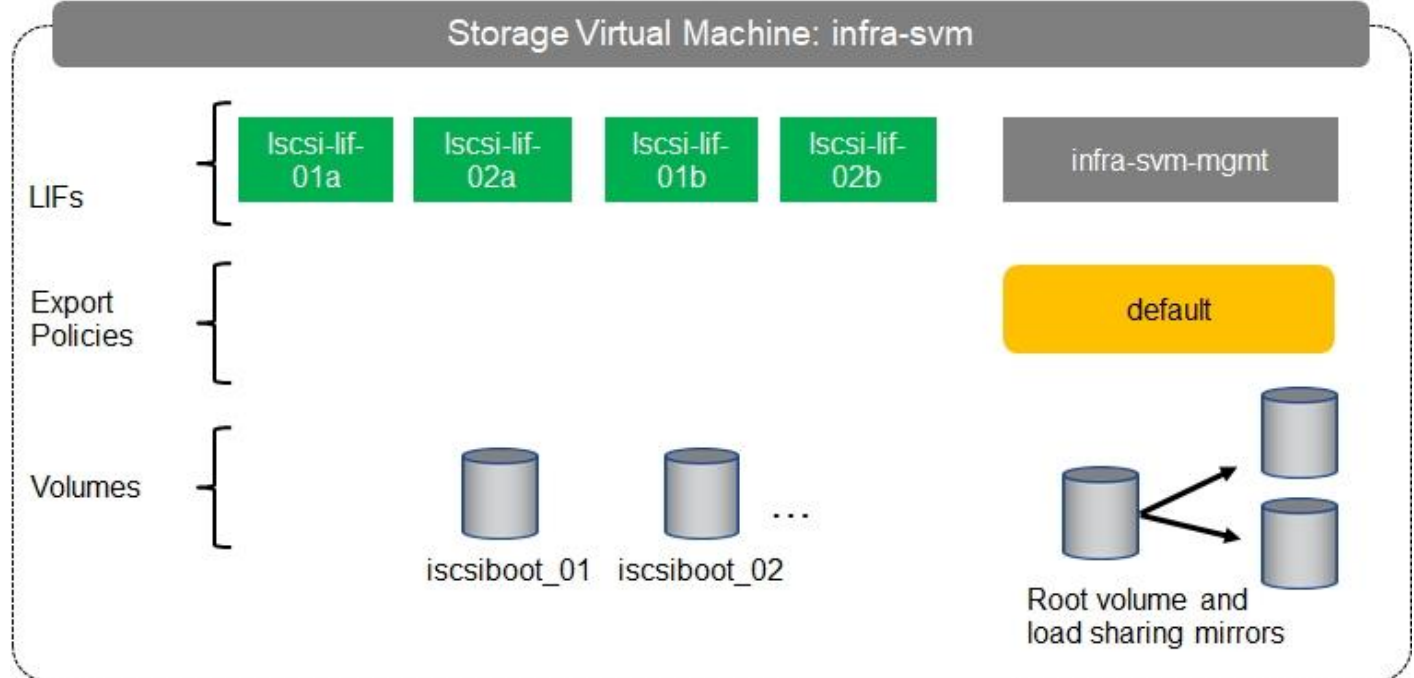 Storage Virtual Machine: infra-svm
LIFs
Iscsi-lif-
01a
Iscsi-lif-
02a
Iscsi-lif-
01b
Iscsi-lif-
02b
infra-svm-mgmt
Export
Policies
default
Volumes
...
iscsiboot_01
iscsiboot_02
Root volume and
load sharing mirrors